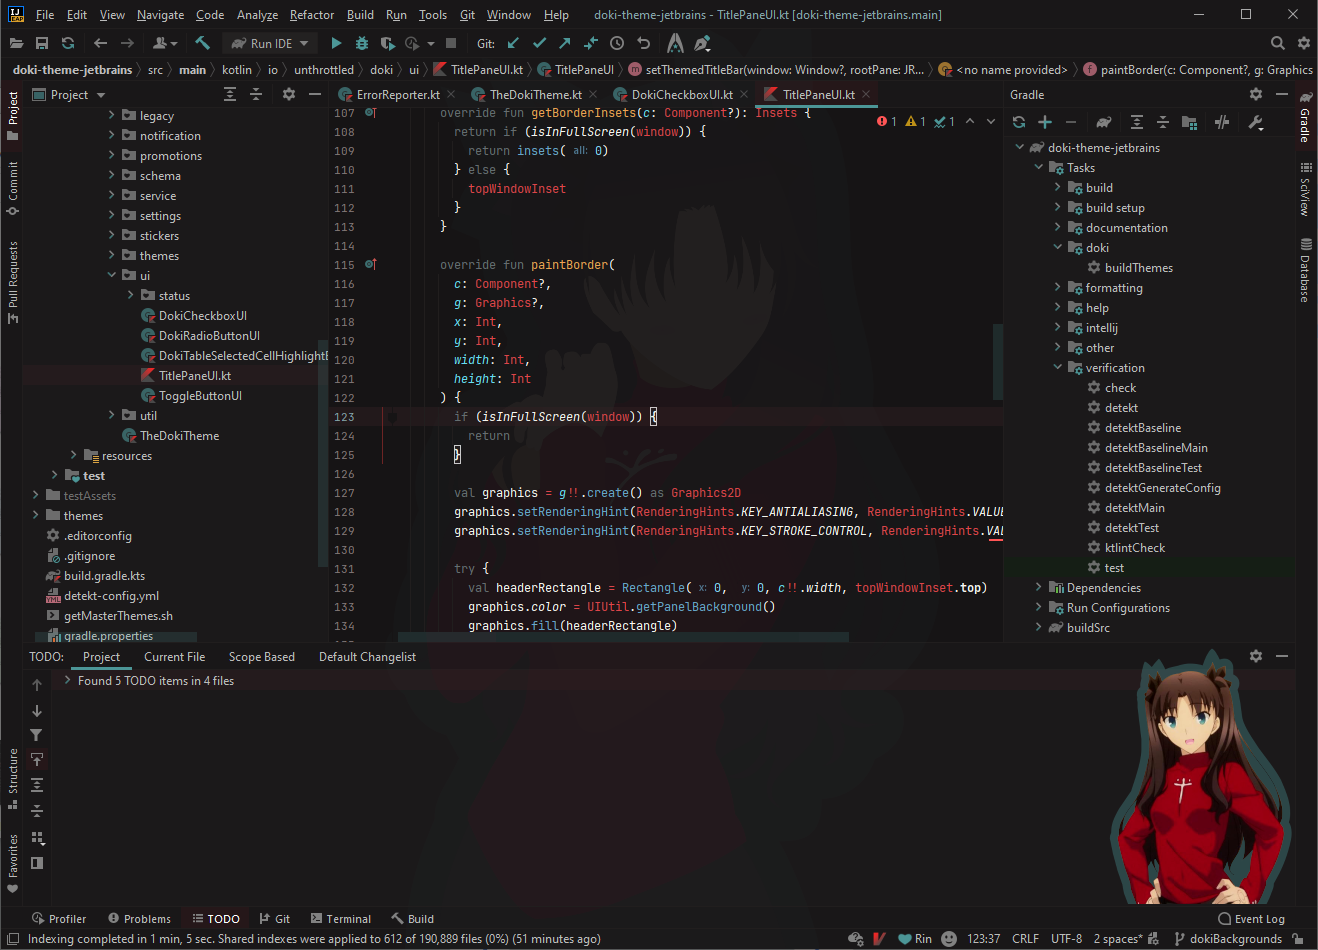 File Edit View Navigate Code Analyze Refactor Build Run Tools Git Window Help doki-theme-jetbrains - TitlePaneUI.kt [doki-theme-jetbrains.main]
Run IDE Git:
doki-theme-jetbrains src main kotlin io unthrottled doki ui TitlePaneUI.kt TitlePaneUI setThemedTitleBar(window: Window?, rootPane: JR... <no name provided> paintBorder(c: Component?, g: Graphics
Project
Commit
Pull Requests
Structure
Favorites
Project
legacy
notification
promotions
schema
service
settings
stickers
themes
ui
status
DokiCheckboxUI
DokiRadioButtonUI
DokiTableSelectedCellHighlight
TitlePaneUI.kt
ToggleButtonUI
util
TheDokiTheme
resources
test
testAssets
themes
.editorconfig
.gitignore
build.gradle.kts
detekt-config.yml
getMasterThemes.sh
gradle.properties
ErrorReporter.kt TheDokiTheme.kt DokiCheckboxUI.kt TitlePaneUI.kt
1 1 1
107 override fun getBorderInsets(c: Component?): Insets {
108 return if (isInFullScreen(window)) {
109 return insets( all: 0)
110 } else {
111 topWindowInset
112 }
113 }
114
115 override fun paintBorder(
116 c: Component?,
117 g: Graphics?,
118 x: Int,
119 y: Int,
120 width: Int,
121 height: Int
122 ) {
123 if (isInFullScreen(window)) {
124 return
125 }
126
127 val graphics = g!!.create() as Graphics2D
128 graphics.setRenderingHint(RenderingHints.KEY_ANTIALIASING, RenderingHints.VALUE
129 graphics.setRenderingHint(RenderingHints.KEY_STROKE_CONTROL, RenderingHints.VAL
130
131 try {
132 val headerRectangle = Rectangle( x: 0, y: 0, c!!.width, topWindowInset.top)
133 graphics.color = UIUtil.getPanelBackground()
134 graphics.fill(headerRectangle)
Gradle
doki-theme-jetbrains
Tasks
build
build setup
documentation
doki
buildThemes
formatting
help
intellij
other
verification
check
detekt
detektBaseline
detektBaselineMain
detektBaselineTest
detektGenerateConfig
detektMain
detektTest
ktlintCheck
test
Dependencies
Run Configurations
buildSrc
Gradle
SciView
Database
TODO: Project Current File Scope Based Default Changelist
Found 5 TODO items in 4 files
Profiler Problems TODO Git Terminal Build Event Log
Indexing completed in 1 min, 5 sec. Shared indexes were applied to 612 of 190,889 files (0%) (51 minutes ago) Rin 123:37 CRLF UTF-8 2 spaces* dokiBackgrounds